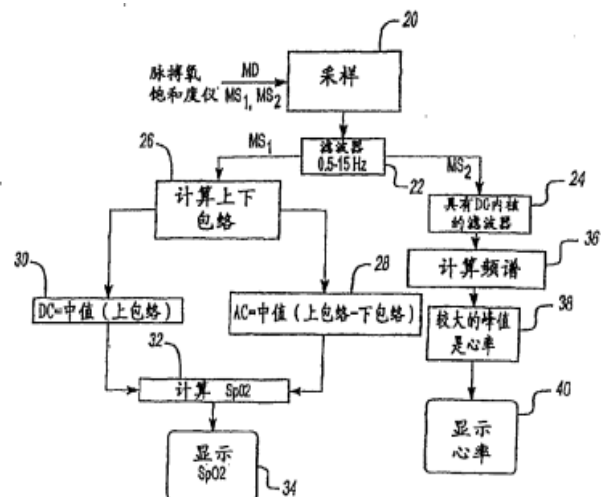 20
脉搏氧
饱和度仪
MD
MS1, MS2
采样
MS1
滤波器
0.5-15 Hz
22
MS2
26
计算上下
包络
24
具有DG内核
的滤波器
36
计算频谱
30
DC=中值（上包络）
28
AC=中值（上包络-下包络）
38
较大的峰值
是心率
32
计算 SpO2
40
显示
SpO2
34
显示
心率